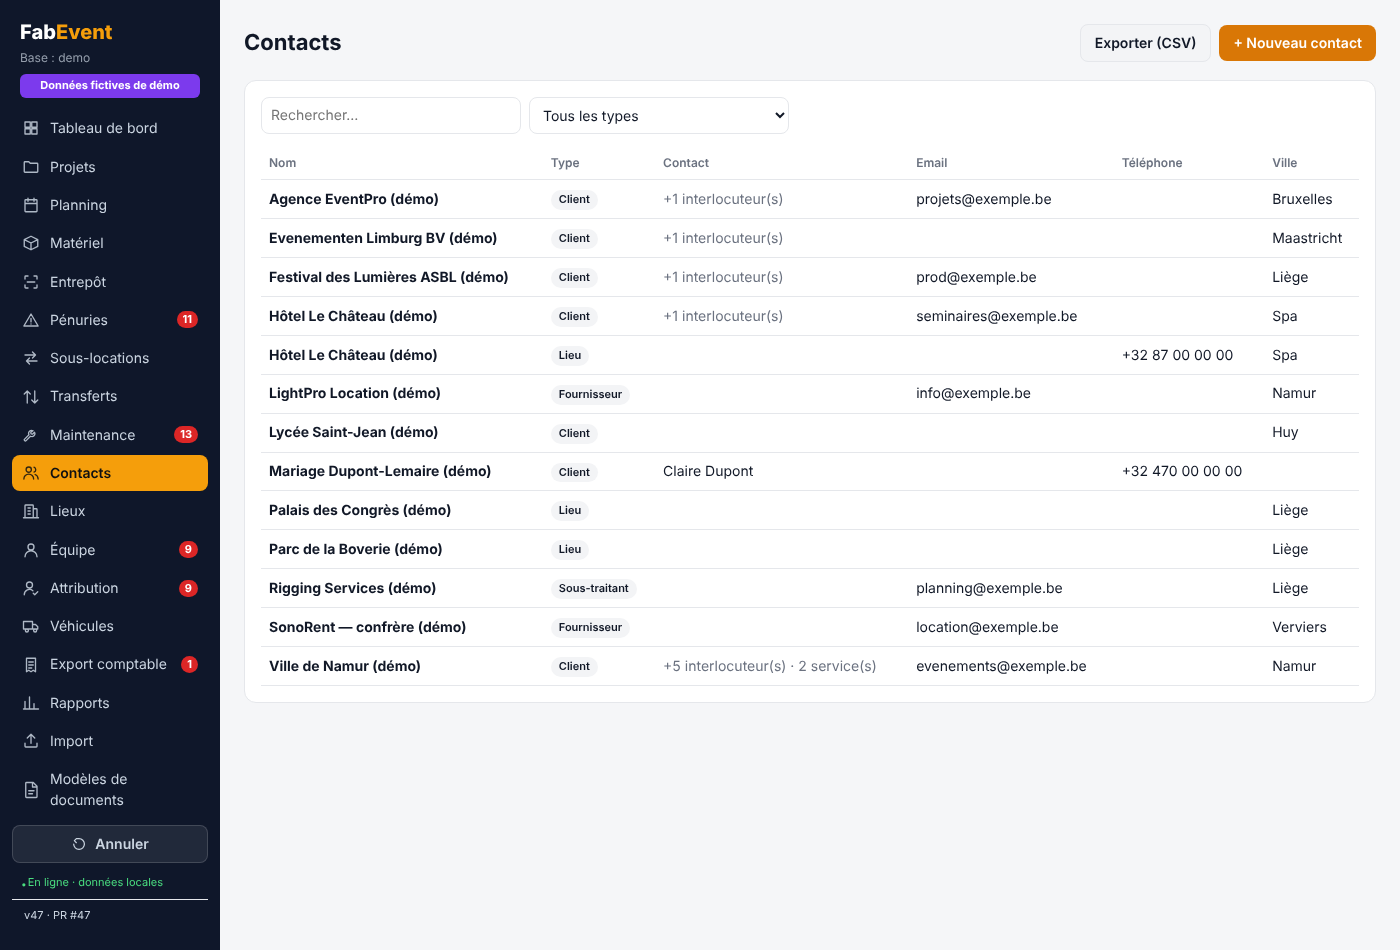 FabEvent
Base : demo
Données fictives de démo
Tableau de bord
Projets
Planning
Matériel
Entrepôt
Pénuries 11
Sous-locations
Transferts
Maintenance 13
Contacts
Lieux
Équipe 9
Attribution 9
Véhicules
Export comptable 1
Rapports
Import
Modèles de
documents
Annuler
En ligne · données locales
v47 · PR #47
Contacts
Exporter (CSV)
+ Nouveau contact
Rechercher...
Tous les types
Nom Type Contact Email Téléphone Ville
Agence EventPro (démo) Client +1 interlocuteur(s) projets@exemple.be Bruxelles
Evenementen Limburg BV (démo) Client +1 interlocuteur(s) Maastricht
Festival des Lumières ASBL (démo) Client +1 interlocuteur(s) prod@exemple.be Liège
Hôtel Le Château (démo) Client +1 interlocuteur(s) seminaires@exemple.be Spa
Hôtel Le Château (démo) Lieu +32 87 00 00 00 Spa
LightPro Location (démo) Fournisseur info@exemple.be Namur
Lycée Saint-Jean (démo) Client Huy
Mariage Dupont-Lemaire (démo) Client Claire Dupont +32 470 00 00 00
Palais des Congrès (démo) Lieu Liège
Parc de la Boverie (démo) Lieu Liège
Rigging Services (démo) Sous-traitant planning@exemple.be Liège
SonoRent — confrère (démo) Fournisseur location@exemple.be Verviers
Ville de Namur (démo) Client +5 interlocuteur(s) · 2 service(s) evenements@exemple.be Namur